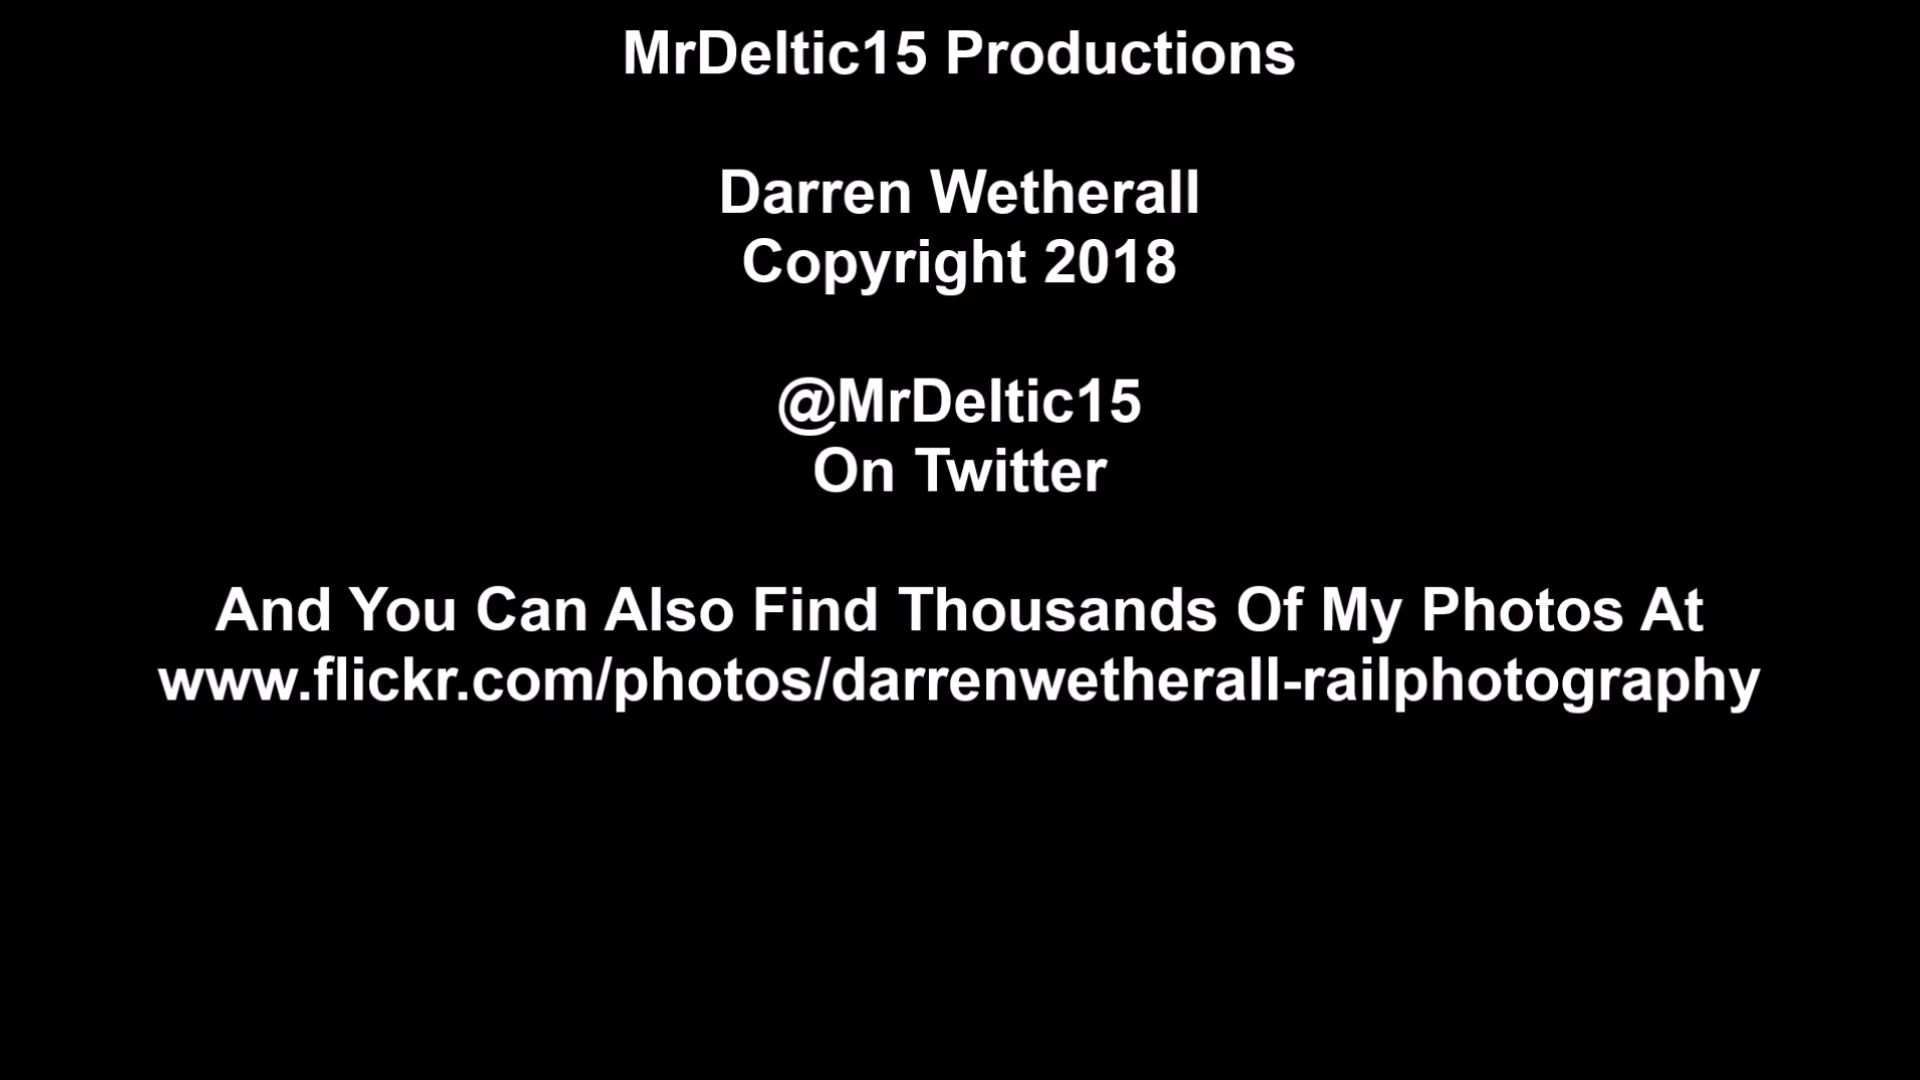 MrDeltic15 Productions
Darren Wetherall
Copyright 2018
@MrDeltic15
On Twitter
And You Can Also Find Thousands Of My Photos At
www.flickr.com/photos/darrenwetherall-railphotography